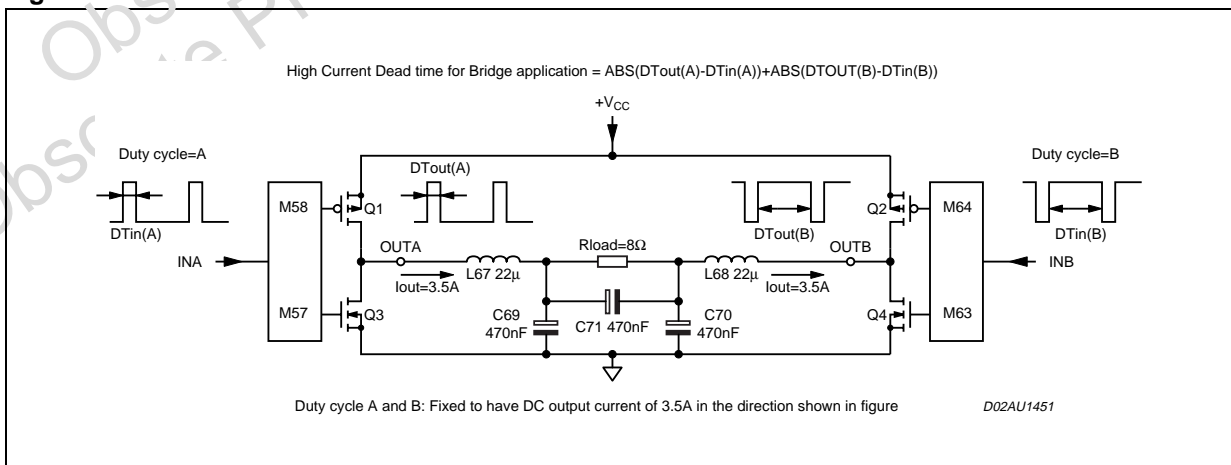 High Current Dead time for Bridge application = ABS(DTout(A)-DTin(A))+ABS(DTOUT(B)-DTin(B))
+VCC
Duty cycle=A
DTout(A)
Duty cycle=B
M58
Q1
Q2
M64
DTin(A)
DTout(B)
DTin(B)
INA
OUTA
Rload=8Ω
OUTB
INB
L67 22μ
L68 22μ
Iout=3.5A
Iout=3.5A
M57
Q3
C69
470nF
C71 470nF
C70
470nF
Q4
M63
Duty cycle A and B: Fixed to have DC output current of 3.5A in the direction shown in figure
D02AU1451